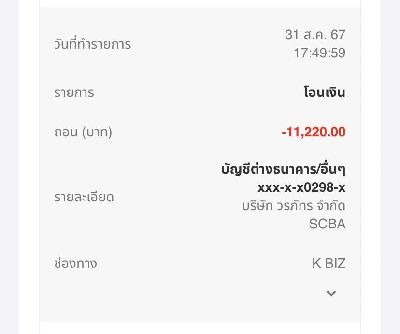 วันที่ทำรายการ
31 ส.ค. 67
17:49:59
รายการ
โอนเงิน
ถอน (บาท)
-11,220.00
รายละเอียด
บัญชีต่างธนาคาร/อื่นๆ
xxx-x-x0298-x
บริษัท วรภัทร จำกัด
SCBA
ช่องทาง
K BIZ